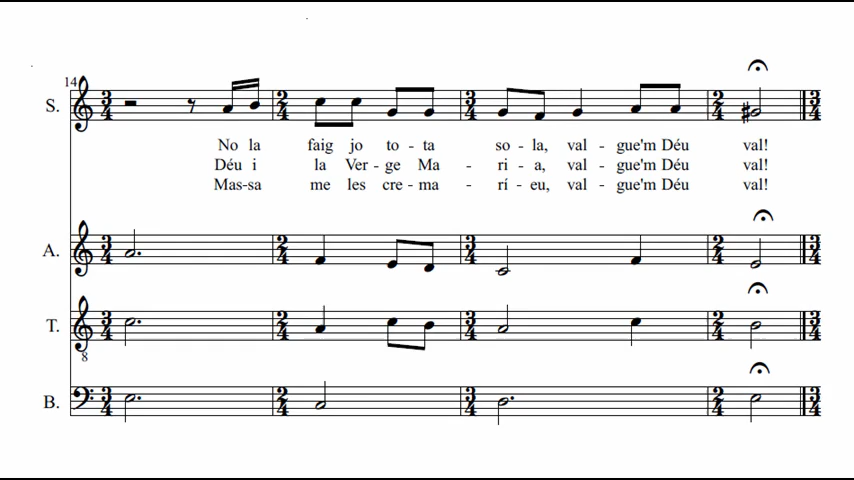 14
S.
No la faig jo to - ta so - la, val - gue'm Déu val!
Déu i la Ver - ge Ma - ri - a, val - gue'm Déu val!
Mas-sa me les cre - ma - rí - eu, val - gue'm Déu val!
A.
T.
8
B.